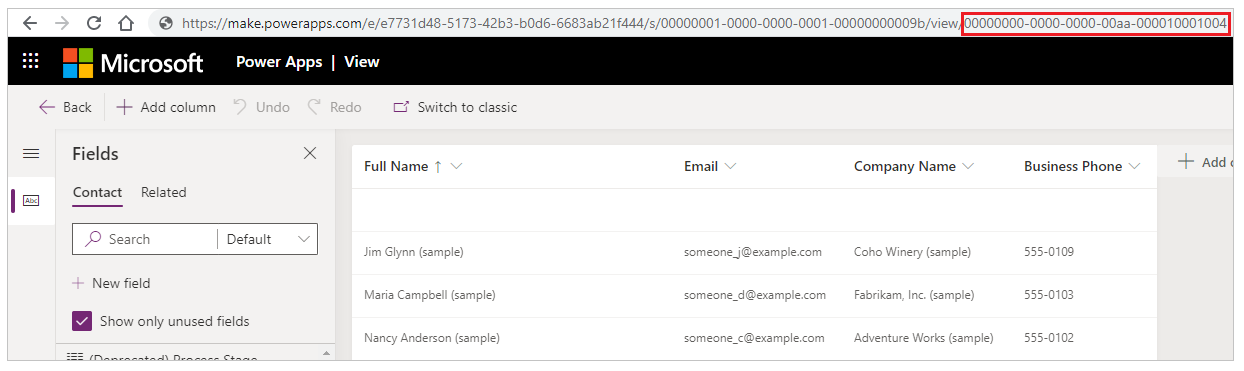 https://make.powerapps.com/e/e7731d48-5173-42b3-b0d6-6683ab21f444/s/00000001-0000-0000-0001-00000000009b/view/00000000-0000-0000-00aa-000010001004
Microsoft Power Apps | View
Back Add column Undo Redo Switch to classic
Fields
Contact Related
Search Default
New field
Show only unused fields
(Deprecated) Process Stage
Abc
Full Name Email Company Name Business Phone Add
Jim Glynn (sample) someone_j@example.com Coho Winery (sample) 555-0109
Maria Campbell (sample) someone_d@example.com Fabrikam, Inc. (sample) 555-0103
Nancy Anderson (sample) someone_c@example.com Adventure Works (sample) 555-0102